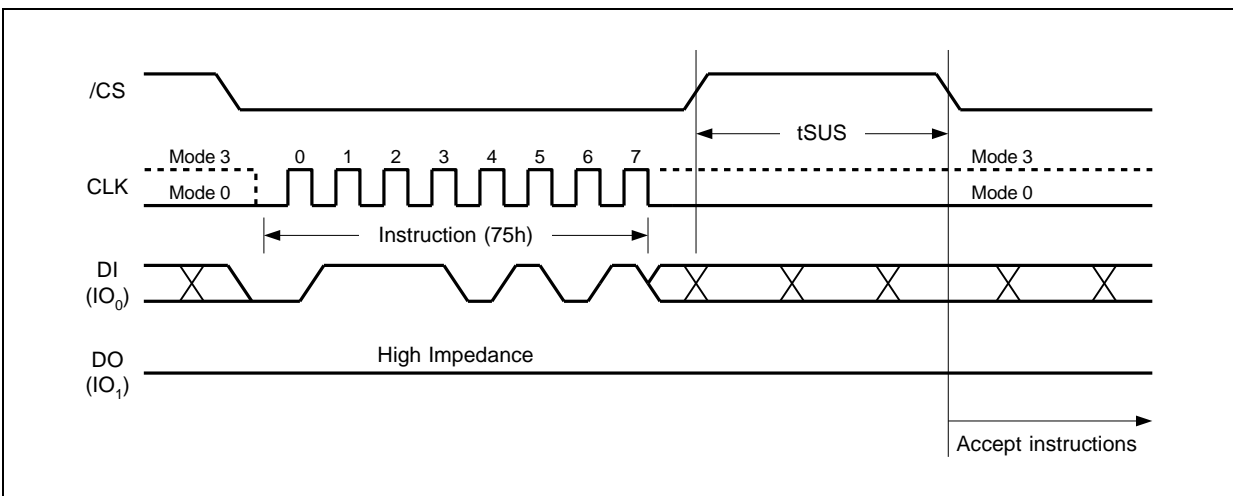 /CS
tSUS
Mode 3 0 1 2 3 4 5 6 7 Mode 3
CLK
Mode 0 Mode 0
Instruction (75h)
DI
(IO0)
High Impedance
DO
(IO1)
Accept instructions